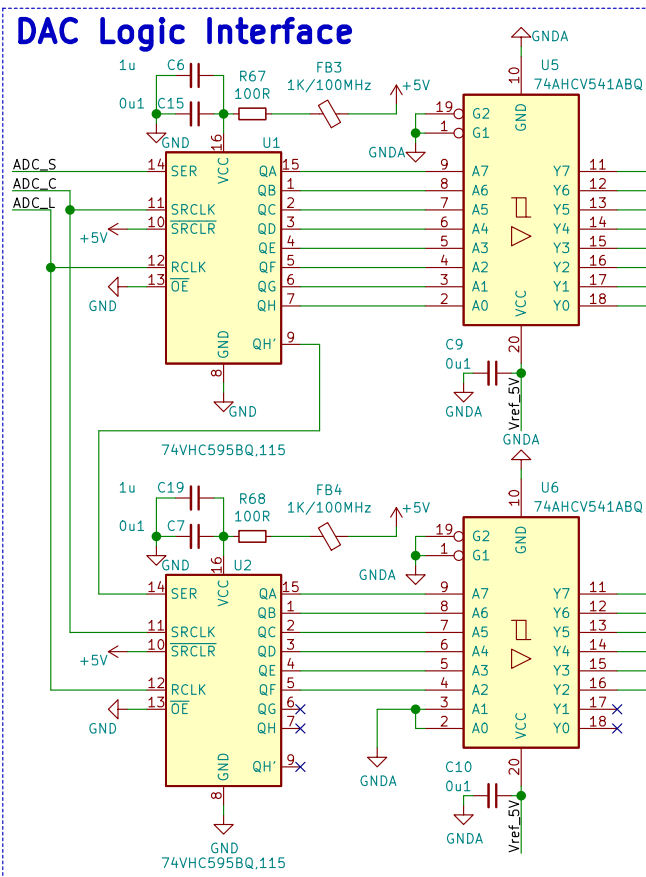 DAC Logic Interface
GNDA
1u C6
R67
100R
FB3
1K/100MHz
+5V
U5
74AHCV541ABQ
0u1 C15
GND
16
U1
ADC_S
ADC_C
ADC_L
14 SER
11 SRCLK
+5V
10 SRCLR
12 RCLK
GND
13 OE
VCC
QA 15
QB 1
QC 2
QD 3
QE 4
QF 5
QG 6
QH 7
QH' 9
GND
8
GND
74VHC595BQ,115
10
GND
19 G2
1 G1
GNDA
9 A7
8 A6
7 A5
6 A4
5 A3
4 A2
3 A1
2 A0
Y7 11
Y6 12
Y5 13
Y4 14
Y3 15
Y2 16
Y1 17
Y0 18
VCC
20
C9
0u1
GNDA
Vref_5V
GNDA
1u C19
R68
100R
FB4
1K/100MHz
+5V
U6
74AHCV541ABQ
0u1 C7
GND
16
U2
14 SER
11 SRCLK
+5V
10 SRCLR
12 RCLK
GND
13 OE
VCC
QA 15
QB 1
QC 2
QD 3
QE 4
QF 5
QG 6
QH 7
QH' 9
GND
8
GND
74VHC595BQ,115
10
GND
19 G2
1 G1
GNDA
9 A7
8 A6
7 A5
6 A4
5 A3
4 A2
3 A1
2 A0
GNDA
Y7 11
Y6 12
Y5 13
Y4 14
Y3 15
Y2 16
Y1 17
Y0 18
VCC
20
C10
0u1
GNDA
Vref_5V